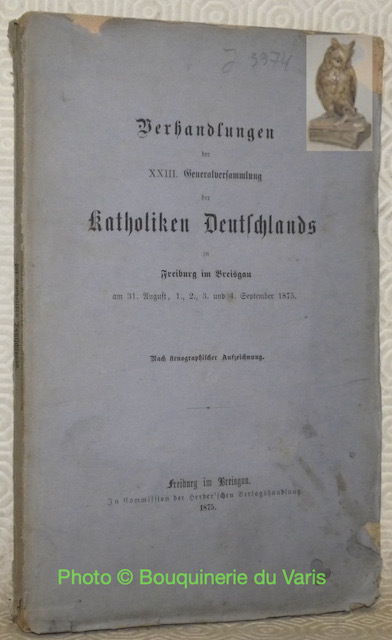 J 3374
Verhandlungen
der
XXIII. Generalversammlung
der
Katholiken Deutschlands
zu
Freiburg im Breisgau
am 31. August, 1., 2., 3. und 4. September 1875.
Nach stenographischer Aufzeichnung.
Freiburg im Breisgau.
In Commission der Herder'schen Verlagshandlung.
1875.
Photo © Bouquinerie du Varis